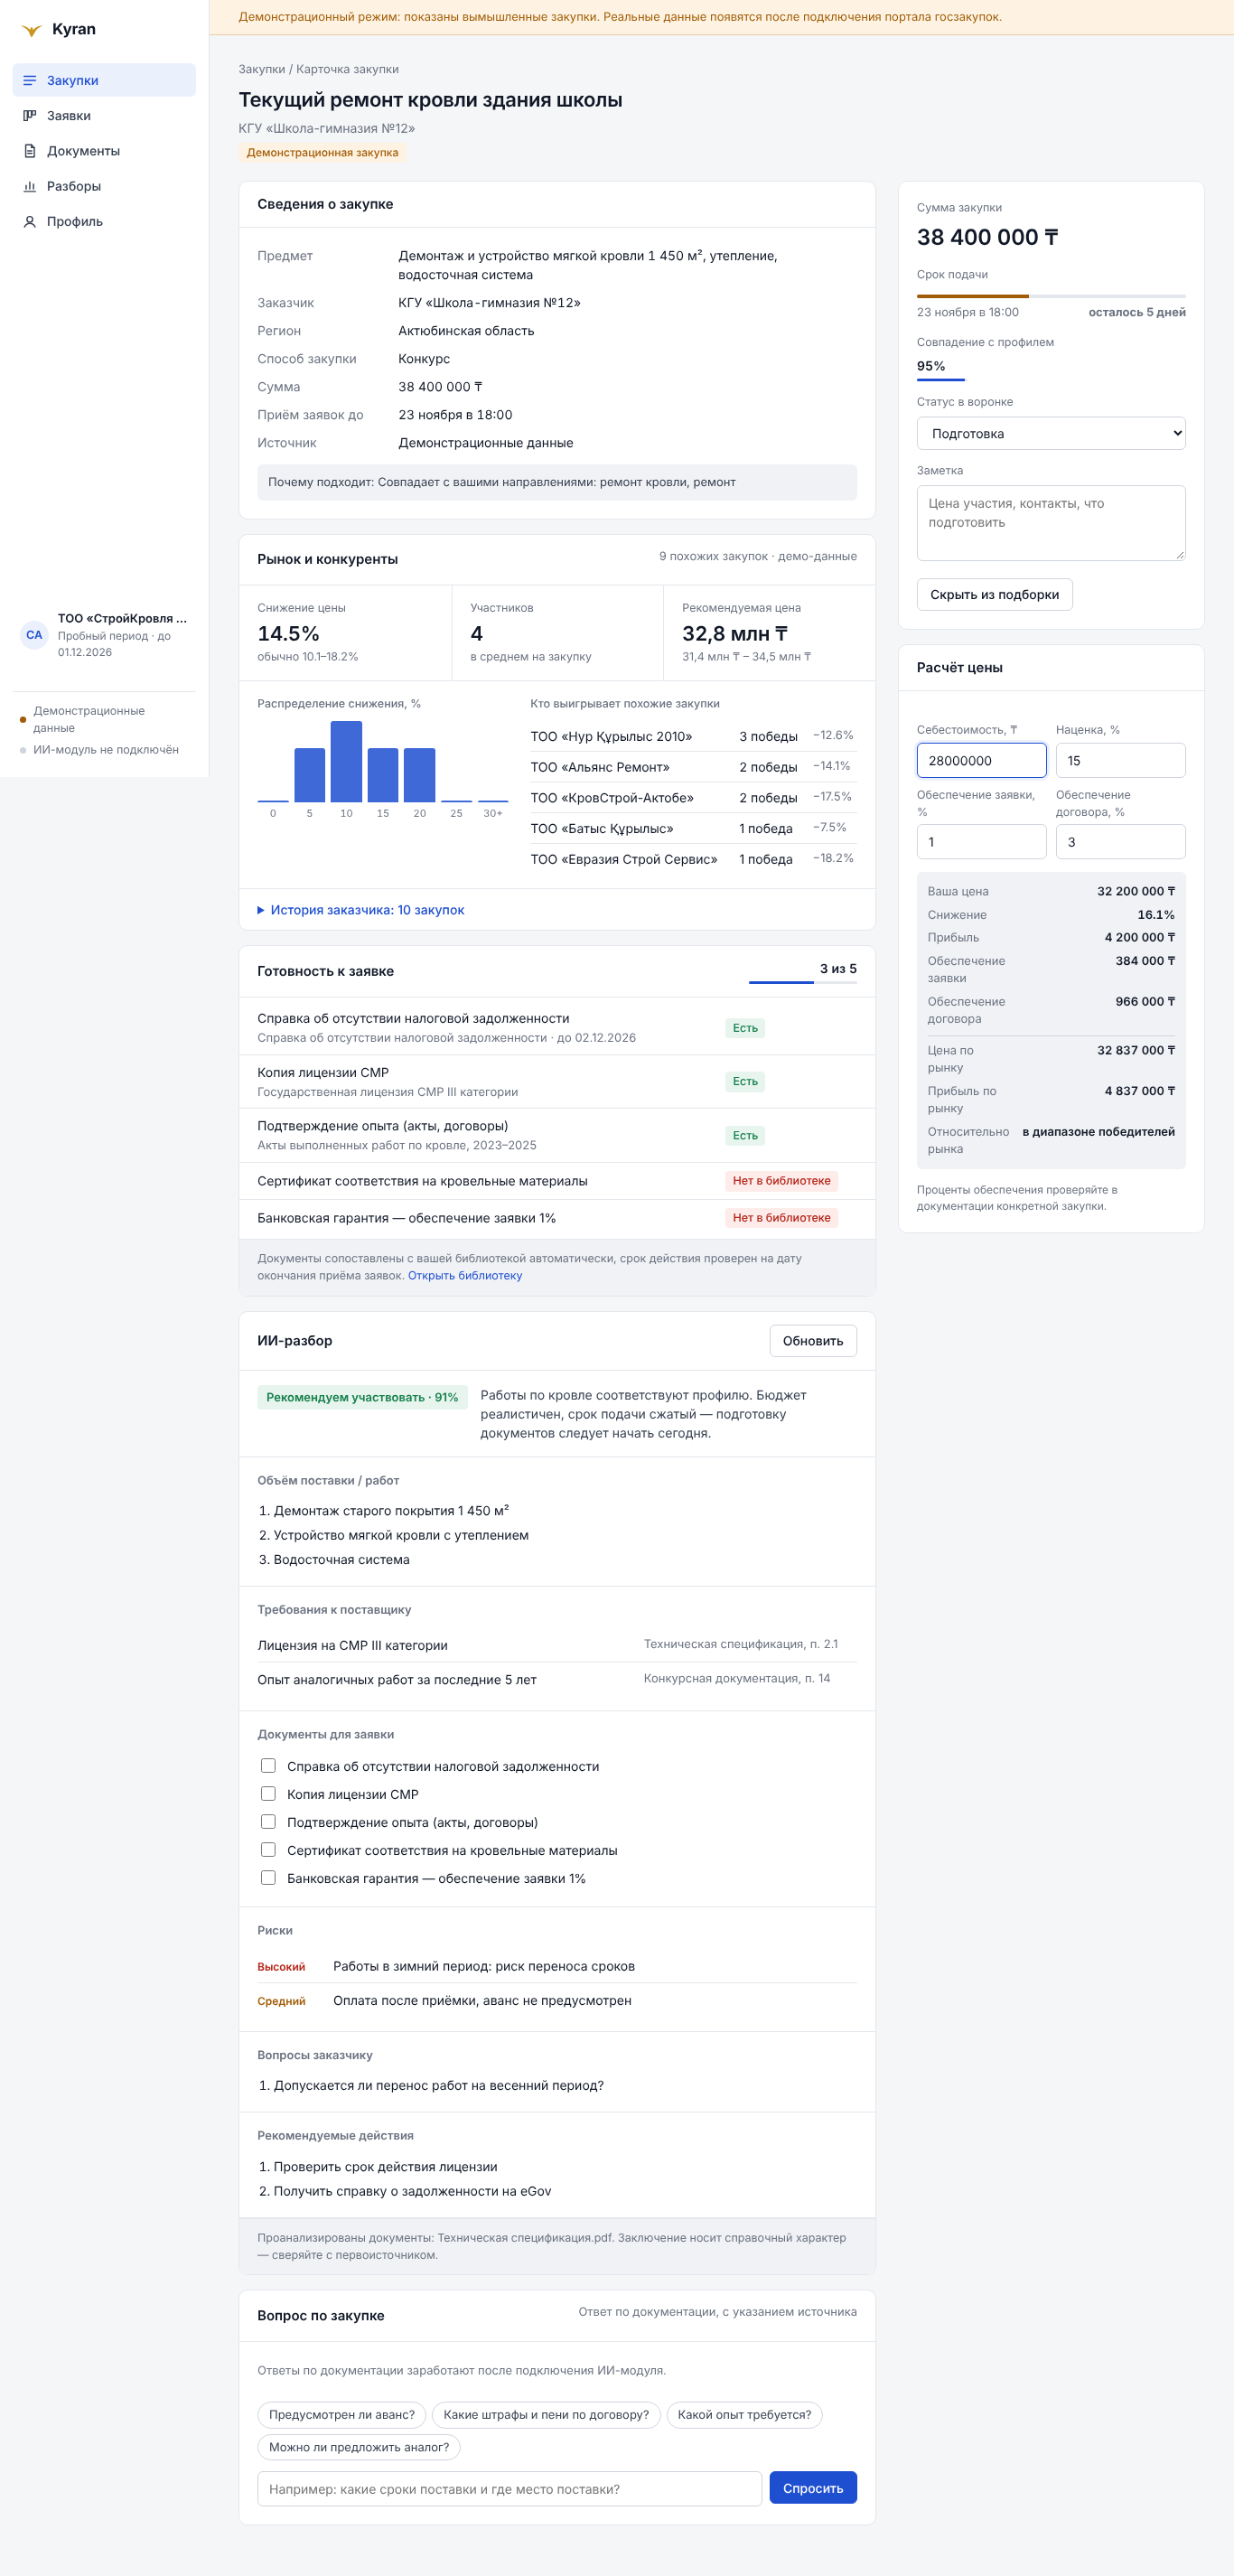 Kyran
Закупки
Заявки
Документы
Разборы
Профиль
СА
ТОО «СтройКровля ...
Пробный период · до
01.12.2026
Демонстрационные
данные
ИИ-модуль не подключён
Демонстрационный режим: показаны вымышленные закупки. Реальные данные появятся после подключения портала госзакупок.
Закупки / Карточка закупки
Текущий ремонт кровли здания школы
КГУ «Школа-гимназия №12»
Демонстрационная закупка
Сведения о закупке
Предмет Демонтаж и устройство мягкой кровли 1 450 м², утепление,
водосточная система
Заказчик КГУ «Школа-гимназия №12»
Регион Актюбинская область
Способ закупки Конкурс
Сумма 38 400 000 ₸
Приём заявок до 23 ноября в 18:00
Источник Демонстрационные данные
Почему подходит: Совпадает с вашими направлениями: ремонт кровли, ремонт
Рынок и конкуренты 9 похожих закупок · демо-данные
Снижение цены
14.5%
обычно 10.1–18.2%
Участников
4
в среднем на закупку
Рекомендуемая цена
32,8 млн ₸
31,4 млн ₸ – 34,5 млн ₸
Распределение снижения, %
0 5 10 15 20 25 30+
Кто выигрывает похожие закупки
ТОО «Нур Құрылыс 2010» 3 победы −12.6%
ТОО «Альянс Ремонт» 2 победы −14.1%
ТОО «КровСтрой-Актобе» 2 победы −17.5%
ТОО «Батыс Құрылыс» 1 победа −7.5%
ТОО «Евразия Строй Сервис» 1 победа −18.2%
История заказчика: 10 закупок
Готовность к заявке 3 из 5
Справка об отсутствии налоговой задолженности Есть
Справка об отсутствии налоговой задолженности · до 02.12.2026
Копия лицензии СМР Есть
Государственная лицензия СМР III категории
Подтверждение опыта (акты, договоры) Есть
Акты выполненных работ по кровле, 2023–2025
Сертификат соответствия на кровельные материалы Нет в библиотеке
Банковская гарантия — обеспечение заявки 1% Нет в библиотеке
Документы сопоставлены с вашей библиотекой автоматически, срок действия проверен на дату
окончания приёма заявок. Открыть библиотеку
ИИ-разбор Обновить
Рекомендуем участвовать · 91%
Работы по кровле соответствуют профилю. Бюджет
реалистичен, срок подачи сжатый — подготовку
документов следует начать сегодня.
Объём поставки / работ
1. Демонтаж старого покрытия 1 450 м²
2. Устройство мягкой кровли с утеплением
3. Водосточная система
Требования к поставщику
Лицензия на СМР III категории Техническая спецификация, п. 2.1
Опыт аналогичных работ за последние 5 лет Конкурсная документация, п. 14
Документы для заявки
Справка об отсутствии налоговой задолженности
Копия лицензии СМР
Подтверждение опыта (акты, договоры)
Сертификат соответствия на кровельные материалы
Банковская гарантия — обеспечение заявки 1%
Риски
Высокий Работы в зимний период: риск переноса сроков
Средний Оплата после приёмки, аванс не предусмотрен
Вопросы заказчику
1. Допускается ли перенос работ на весенний период?
Рекомендуемые действия
1. Проверить срок действия лицензии
2. Получить справку о задолженности на eGov
Проанализированы документы: Техническая спецификация.pdf. Заключение носит справочный характер
— сверяйте с первоисточником.
Вопрос по закупке Ответ по документации, с указанием источника
Ответы по документации заработают после подключения ИИ-модуля.
Предусмотрен ли аванс? Какие штрафы и пени по договору? Какой опыт требуется?
Можно ли предложить аналог?
Например: какие сроки поставки и где место поставки? Спросить
Сумма закупки
38 400 000 ₸
Срок подачи
23 ноября в 18:00 осталось 5 дней
Совпадение с профилем
95%
Статус в воронке
Подготовка
Заметка
Цена участия, контакты, что
подготовить
Скрыть из подборки
Расчёт цены
Себестоимость, ₸ Наценка, %
28000000 15
Обеспечение заявки,
%
Обеспечение
договора, %
1 3
Ваша цена 32 200 000 ₸
Снижение 16.1%
Прибыль 4 200 000 ₸
Обеспечение
заявки
384 000 ₸
Обеспечение
договора
966 000 ₸
Цена по
рынку
32 837 000 ₸
Прибыль по
рынку
4 837 000 ₸
Относительно
рынка
в диапазоне победителей
Проценты обеспечения проверяйте в
документации конкретной закупки.